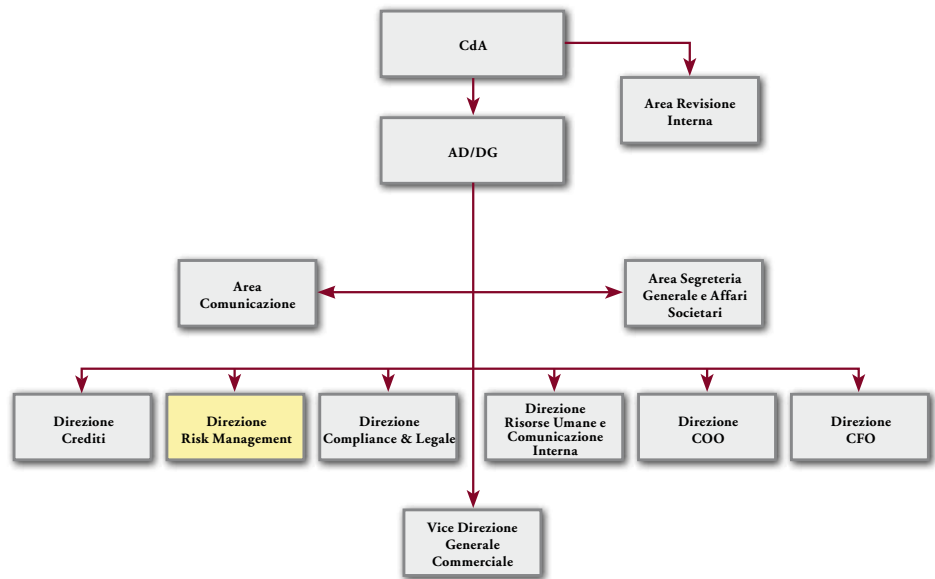 CdA
Area Revisione
Interna
AD/DG
Area
Comunicazione
Area Segreteria
Generale e Affari
Societari
Direzione
Crediti
Direzione
Risk Management
Direzione
Compliance & Legale
Direzione
Risorse Umane e
Comunicazione
Interna
Direzione
COO
Direzione
CFO
Vice Direzione
Generale
Commerciale